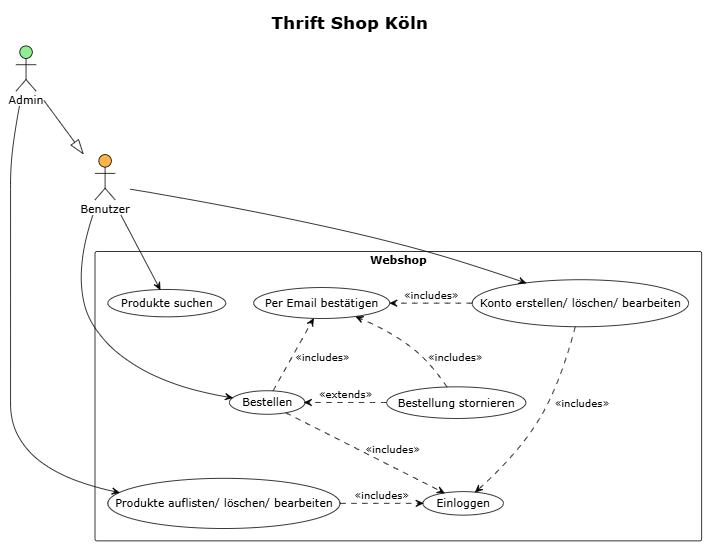 Thrift Shop Köln
Admin
Benutzer
Webshop
Produkte suchen
Per Email bestätigen
«includes»
Konto erstellen/ löschen/ bearbeiten
«includes»
«includes»
Bestellen
«extends»
Bestellung stornieren
«includes»
«includes»
Produkte auflisten/ löschen/ bearbeiten
«includes»
Einloggen